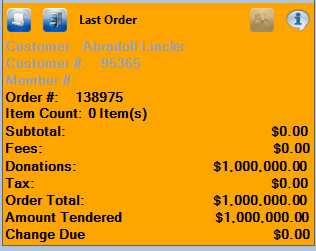 Last Order
Customer: Abradolf Lincler
Customer #: 95365
Member #:
Order #: 138975
Item Count: 0 Item(s)
Subtotal: $0.00
Fees: $0.00
Donations: $1,000,000.00
Tax: $0.00
Order Total: $1,000,000.00
Amount Tendered $1,000,000.00
Change Due $0.00